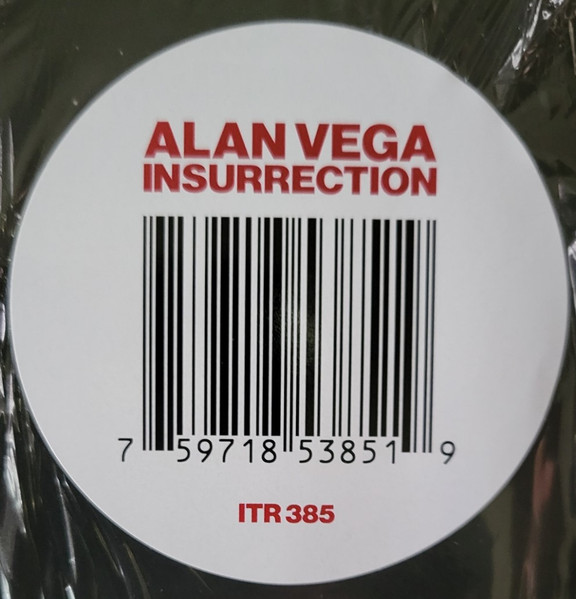 ALAN VEGA
INSURRECTION
7 59718 53851 9
ITR 385